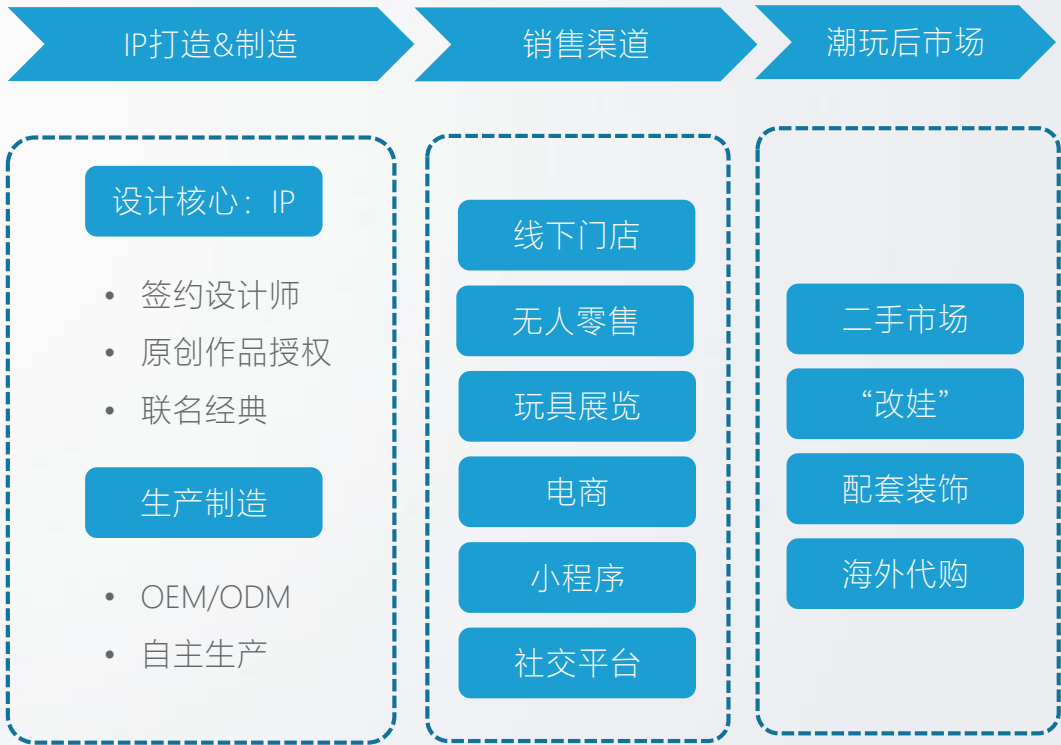 IP打造&制造
销售渠道
潮玩后市场
设计核心：IP
• 签约设计师
• 原创作品授权
• 联名经典
生产制造
• OEM/ODM
• 自主生产
线下门店
无人零售
玩具展览
电商
小程序
社交平台
二手市场
“改娃”
配套装饰
海外代购